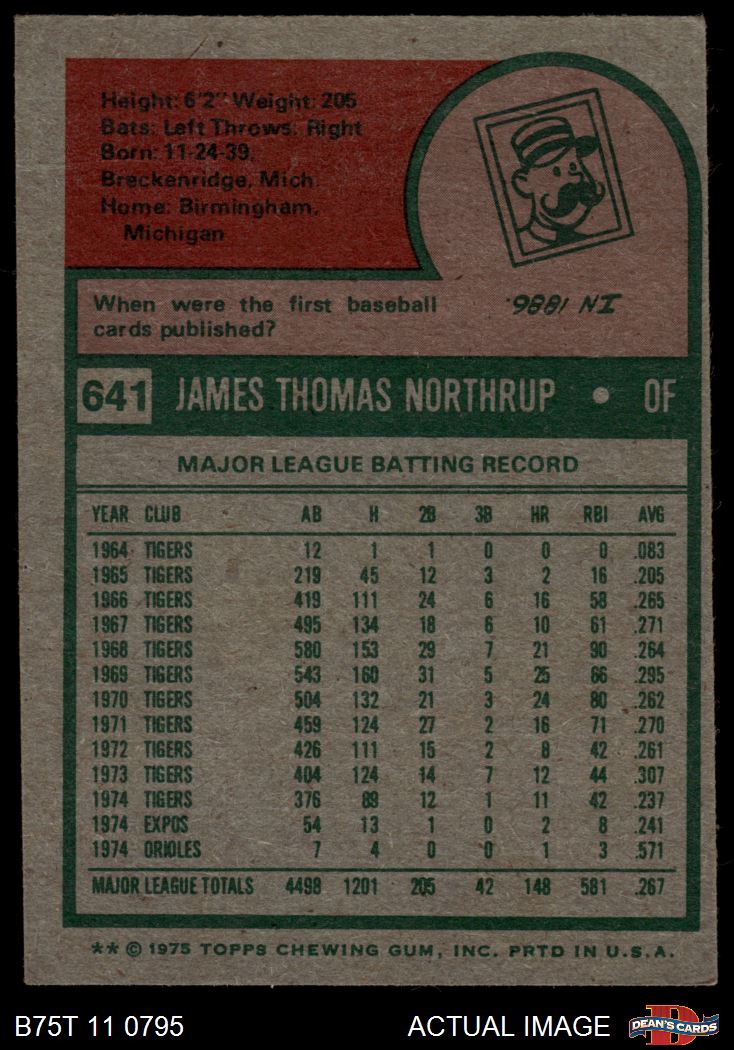 Height: 6'2" Weight: 205
Bats: Left Throws: Right
Born: 11-24-39,
Breckenridge, Mich.
Home: Birmingham,
Michigan
When were the first baseball
cards published?
IN 1886.
641 JAMES THOMAS NORTHRUP • OF
MAJOR LEAGUE BATTING RECORD
YEAR CLUB AB H 2B 3B HR RBI AVG
1964 TIGERS 12 1 1 0 0 0 .083
1965 TIGERS 219 45 12 3 2 16 .205
1966 TIGERS 419 111 24 6 16 58 .265
1967 TIGERS 495 134 18 6 10 61 .271
1968 TIGERS 580 153 29 7 21 90 .264
1969 TIGERS 543 160 31 5 25 66 .295
1970 TIGERS 504 132 21 3 24 80 .262
1971 TIGERS 459 124 27 2 16 71 .270
1972 TIGERS 426 111 15 2 8 42 .261
1973 TIGERS 404 124 14 7 12 44 .307
1974 TIGERS 376 89 12 1 11 42 .237
1974 EXPOS 54 13 1 0 2 8 .241
1974 ORIOLES 7 4 0 0 1 3 .571
MAJOR LEAGUE TOTALS 4498 1201 205 42 148 581 .267
** © 1975 TOPPS CHEWING GUM, INC. PRTD IN U.S.A.
B75T 11 0795 ACTUAL IMAGE DEAN'S CARDS